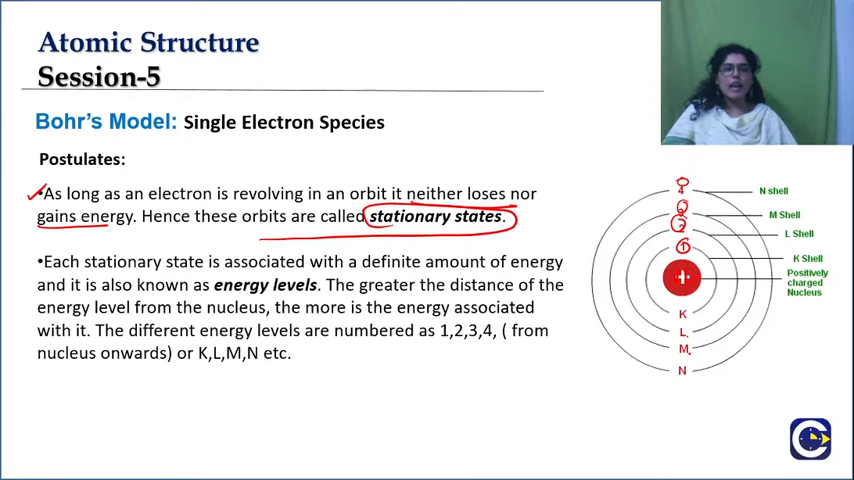 Atomic Structure
Session-5
Bohr's Model: Single Electron Species
Postulates:
•As long as an electron is revolving in an orbit it neither loses nor
gains energy. Hence these orbits are called stationary states.
•Each stationary state is associated with a definite amount of energy
and it is also known as energy levels. The greater the distance of the
energy level from the nucleus, the more is the energy associated
with it. The different energy levels are numbered as 1,2,3,4, ( from
nucleus onwards) or K,L,M,N etc.
4
3
2
1
N shell
M Shell
L Shell
K Shell
Positively
charged
Nucleus
+
K
L
M
N